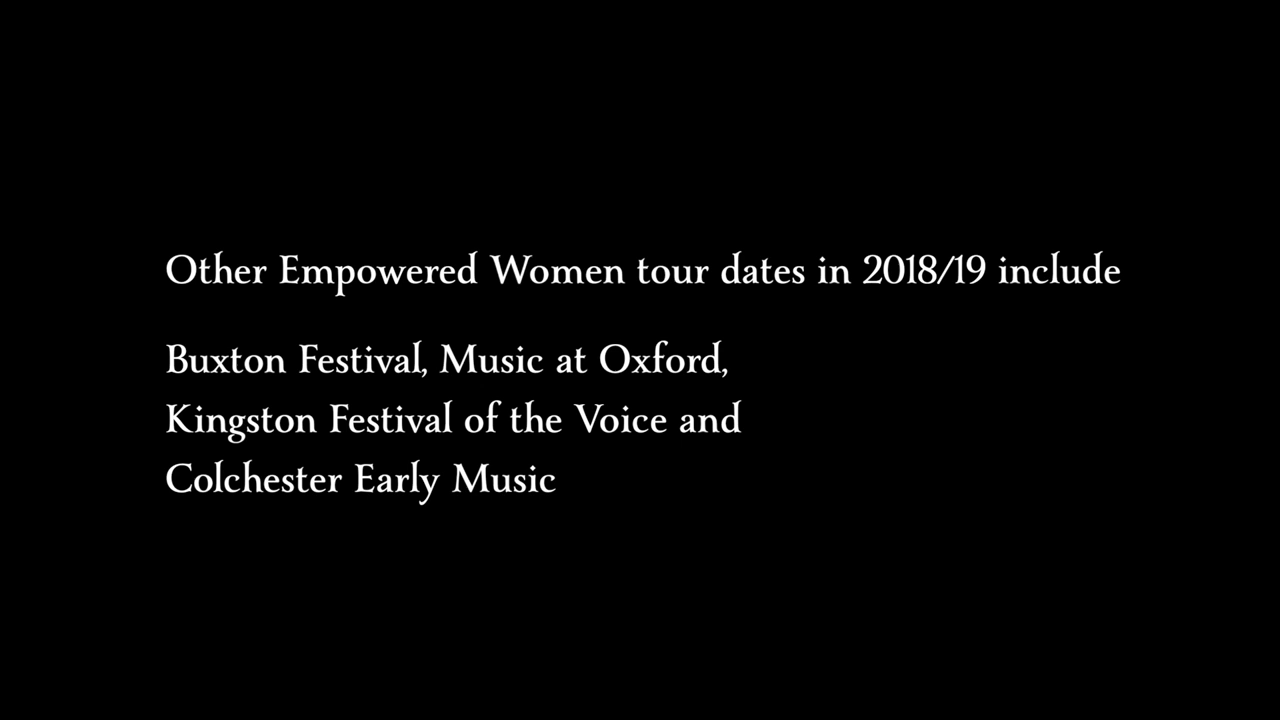 Other Empowered Women tour dates in 2018/19 include
Buxton Festival, Music at Oxford,
Kingston Festival of the Voice and
Colchester Early Music